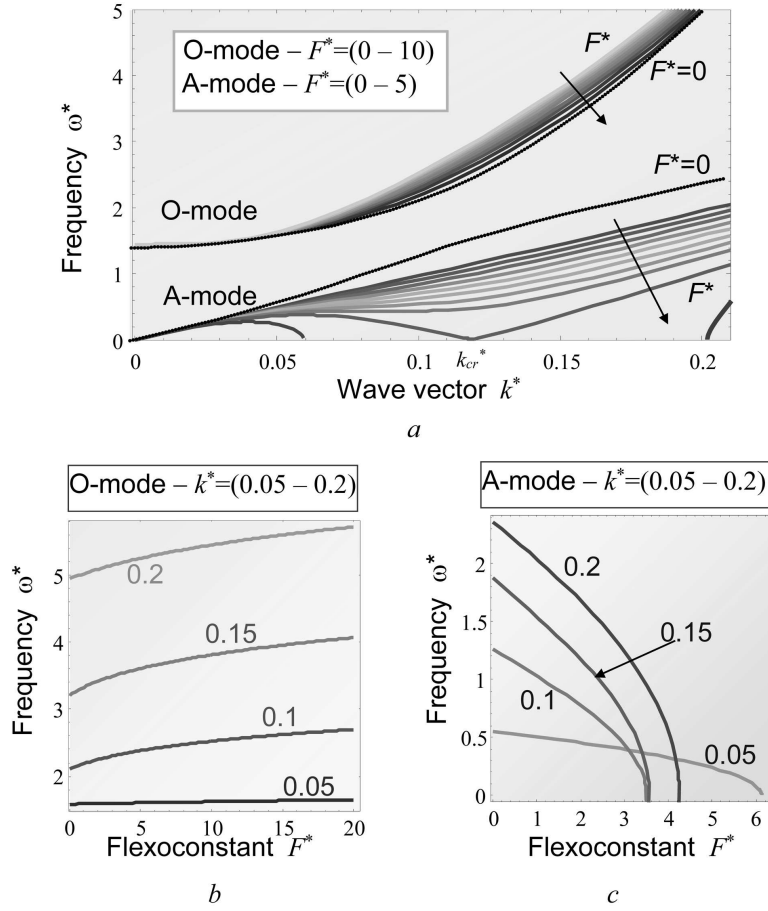 5
4
3
2
1
0
Frequency ω*
O-mode – F*=(0 – 10)
A-mode – F*=(0 – 5)
F*
F*=0
F*=0
O-mode
A-mode
F*
0
0.05
0.1
kcr*
0.15
0.2
Wave vector k*
a
O-mode – k*=(0.05 – 0.2)
5
4
3
2
Frequency ω*
0.2
0.15
0.1
0.05
0
5
10
15
20
Flexoconstant F*
b
A-mode – k*=(0.05 – 0.2)
2
1.5
1
0.5
0
Frequency ω*
0.2
0.15
0.1
0.05
0
1
2
3
4
5
6
Flexoconstant F*
c